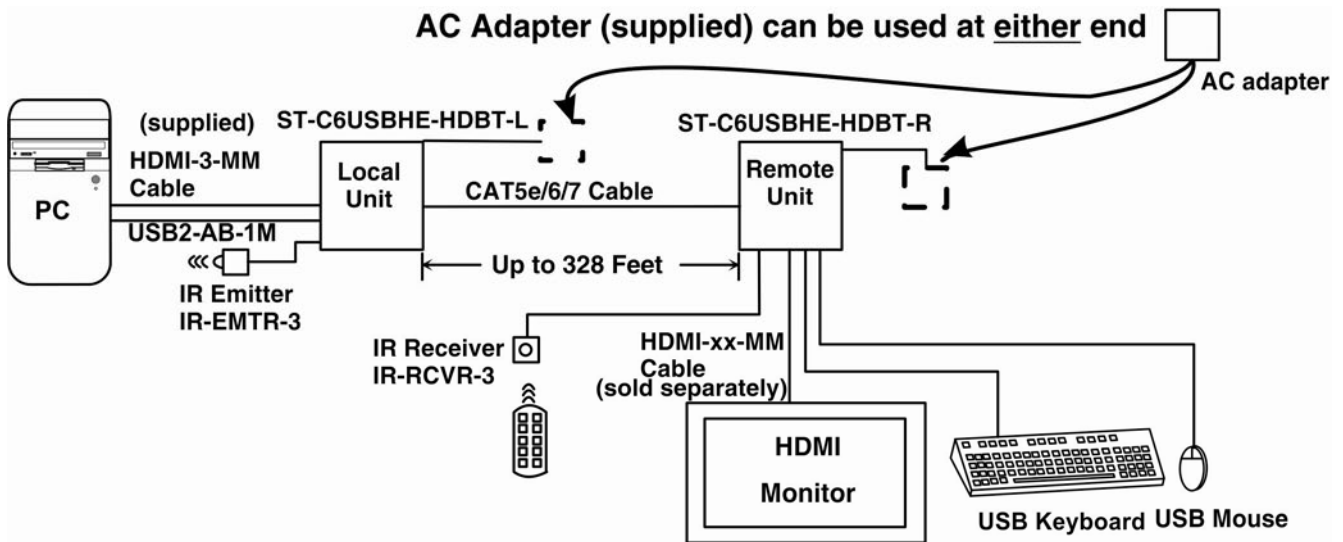 AC Adapter (supplied) can be used at either end
AC adapter
(supplied)
HDMI-3-MM
Cable
PC
USB2-AB-1M
ST-C6USBHE-HDBT-L
Local
Unit
CAT5e/6/7 Cable
ST-C6USBHE-HDBT-R
Remote
Unit
Up to 328 Feet
IR Emitter
IR-EMTR-3
IR Receiver
IR-RCVR-3
HDMI-xx-MM
Cable
(sold separately)
HDMI
Monitor
USB Keyboard
USB Mouse